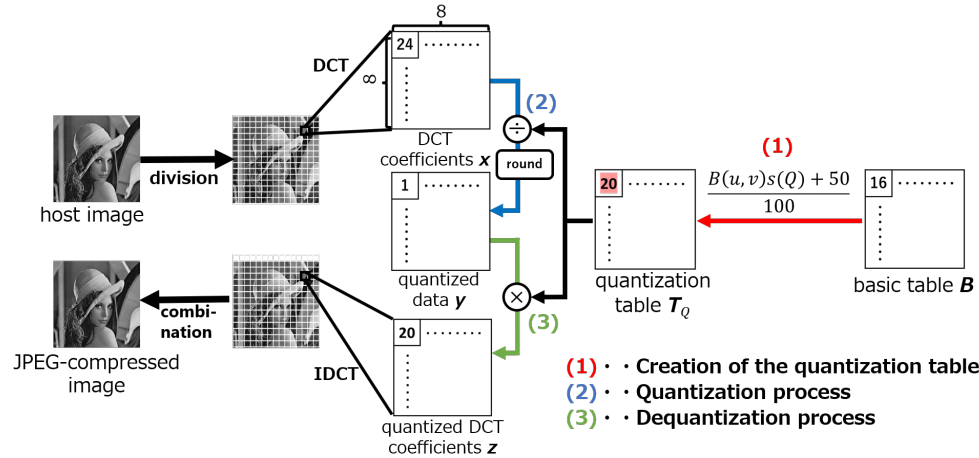 8
24 ········
DCT
8
(2)
÷
DCT
coefficients x
round
(1)
host image
division
1 ········
20 ········
B(u, v)s(Q) + 50
100
16 ········
quantized
data y
quantization
table T_Q
basic table B
×
(3)
JPEG-compressed
image
combi-
nation
IDCT
20 ········
quantized DCT
coefficients z
(1)・・Creation of the quantization table
(2)・・Quantization process
(3)・・Dequantization process